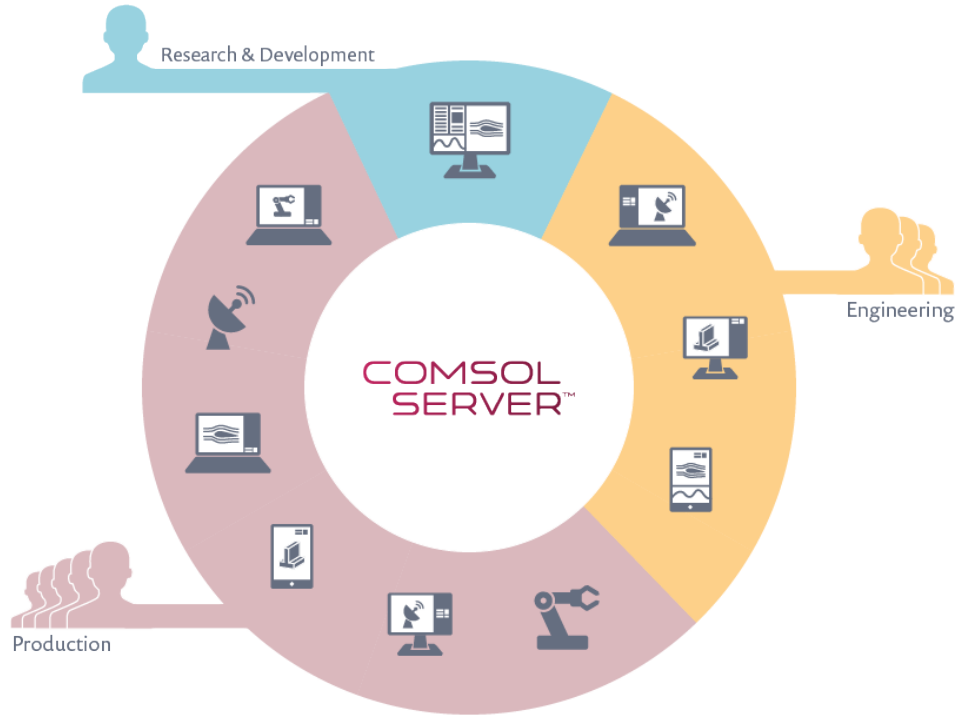 Research & Development
Engineering
COMSOL
SERVER™
Production